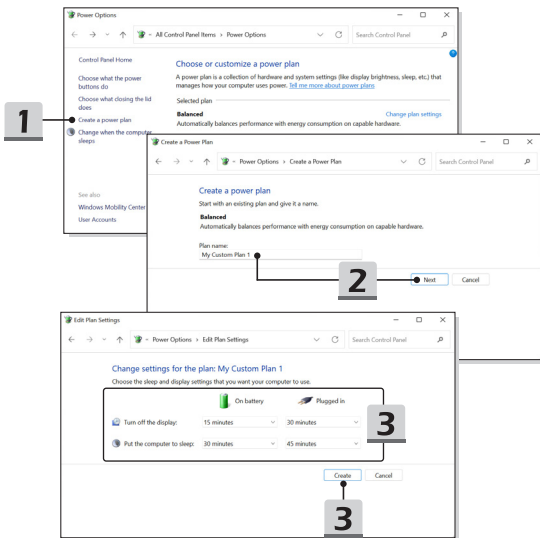 Power Options
All Control Panel Items › Power Options
Search Control Panel
Control Panel Home
Choose what the power
buttons do
Choose what closing the lid
does
1
Create a power plan
Change when the computer
sleeps
See also
Windows Mobility Center
User Accounts
Choose or customize a power plan
A power plan is a collection of hardware and system settings (like display brightness, sleep, etc.) that
manages how your computer uses power. Tell me more about power plans
Selected plan
Balanced
Change plan settings
Automatically balances performance with energy consumption on capable hardware.
Create a Power Plan
Power Options › Create a Power Plan
Search Control Panel
Create a power plan
Start with an existing plan and give it a name.
Balanced
Automatically balances performance with energy consumption on capable hardware.
Plan name:
My Custom Plan 1
2
Next Cancel
Edit Plan Settings
Power Options › Edit Plan Settings
Search Control Panel
Change settings for the plan: My Custom Plan 1
Choose the sleep and display settings that you want your computer to use.
On battery Plugged in
Turn off the display: 15 minutes 30 minutes
3
Put the computer to sleep: 30 minutes 45 minutes
Create Cancel
3